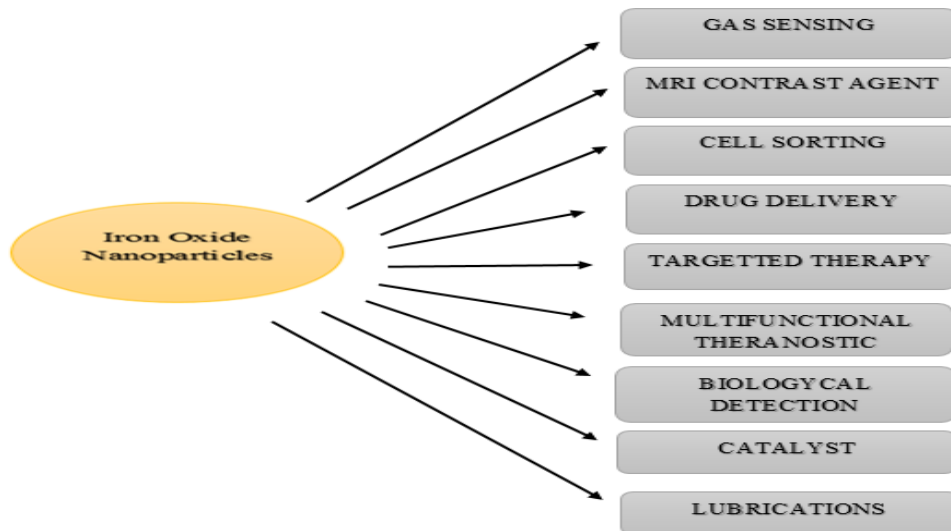 GAS SENSING
MRI CONTRAST AGENT
CELL SORTING
DRUG DELIVERY
Iron Oxide
Nanoparticles
TARGETTED THERAPY
MULTIFUNCTIONAL
THERANOSTIC
BIOLOGYCAL
DETECTION
CATALYST
LUBRICATIONS